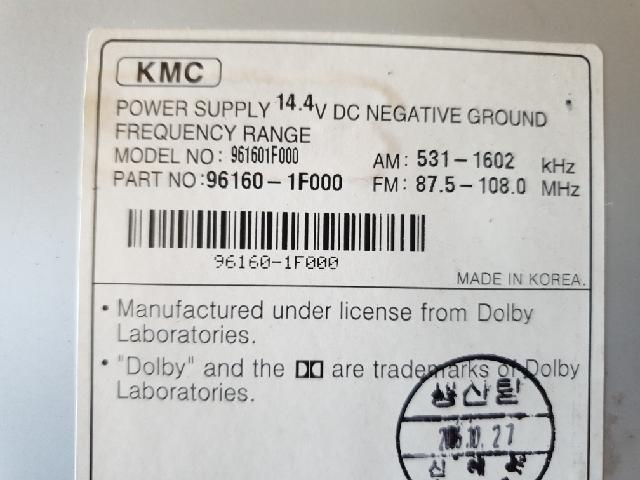 KMC
POWER SUPPLY 14.4V DC NEGATIVE GROUND
FREQUENCY RANGE
MODEL NO: 961601F000 AM: 531-1602 kHz
PART NO: 96160-1F000 FM: 87.5-108.0 MHz
96160-1F000
MADE IN KOREA.
• Manufactured under license from Dolby
Laboratories.
• "Dolby" and the are trademarks of Dolby
Laboratories.
10.27